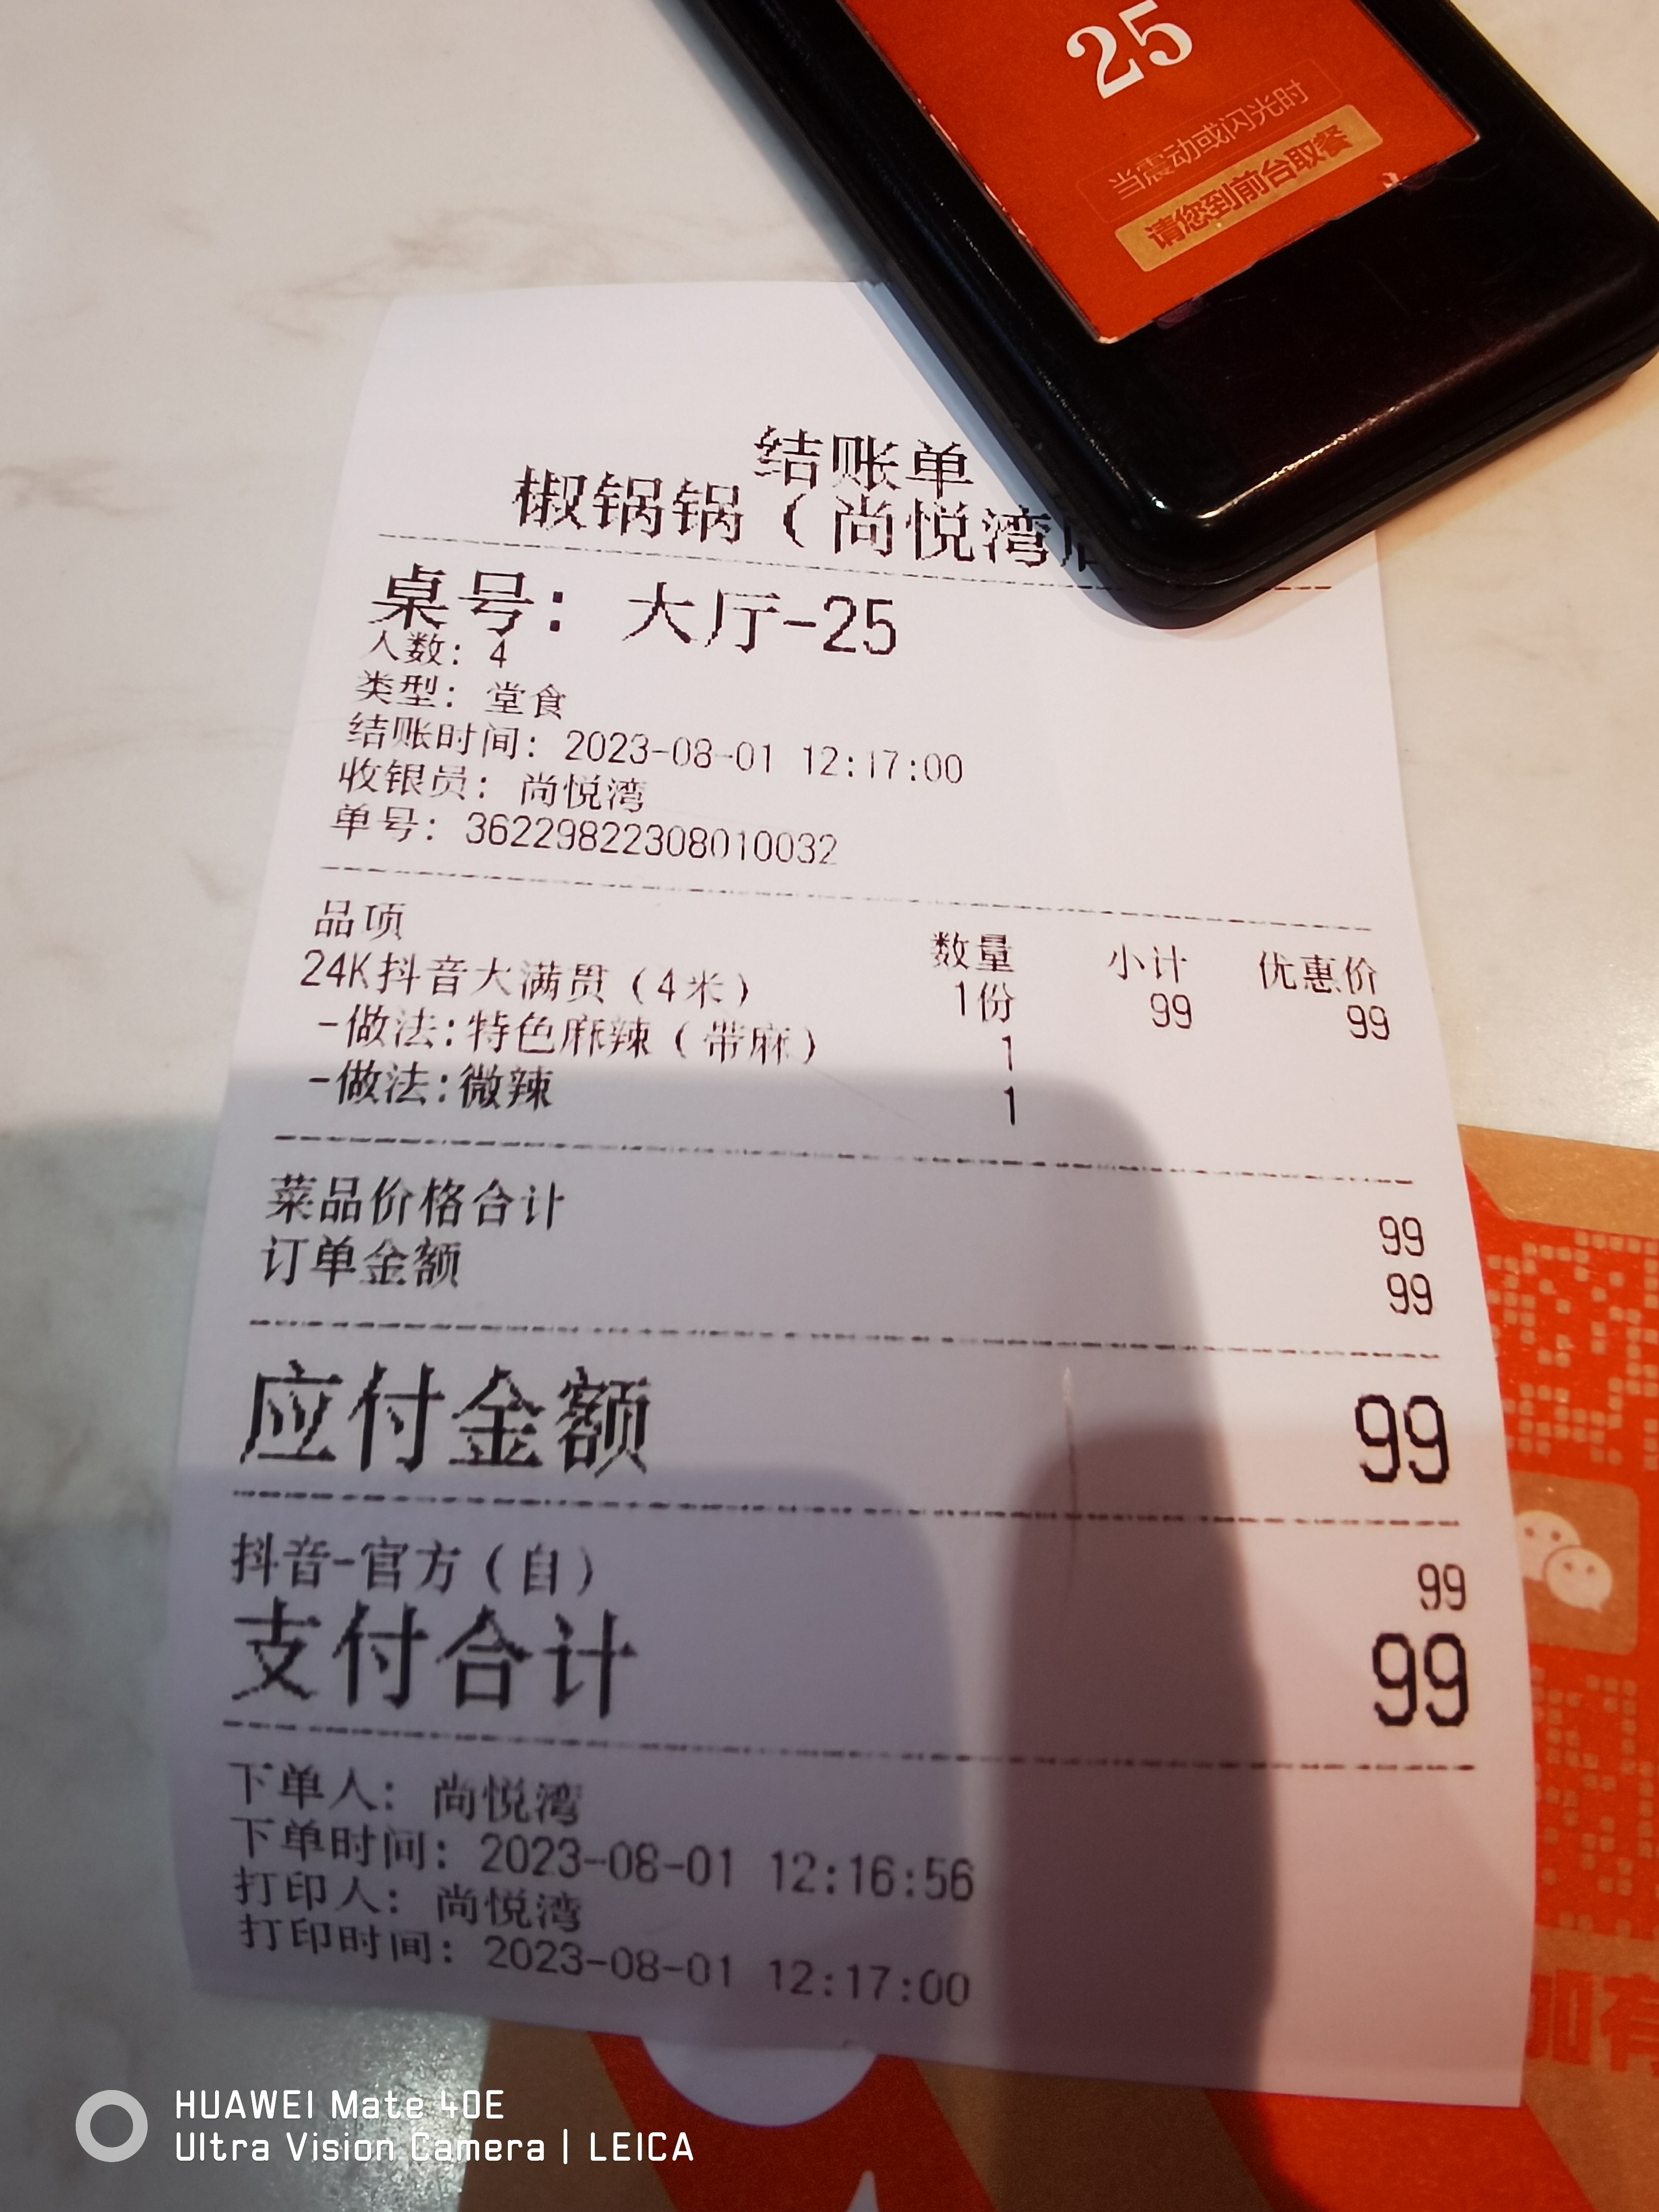 25
当震动或闪光时
请您到前台取餐
结账单
椒锅锅（尚悦湾店
桌号：大厅-25
人数：4
类型：堂食
结账时间：2023-08-01 12:17:00
收银员：尚悦湾
单号：36229822308010032
品项 数量 小计 优惠价
24K抖音大满贯（4米） 1份 99 99
-做法:特色麻辣（带麻） 1
-做法:微辣 1
菜品价格合计 99
订单金额 99
应付金额 99
抖音-官方（自） 99
支付合计 99
下单人：尚悦湾
下单时间：2023-08-01 12:16:56
打印人：尚悦湾
打印时间：2023-08-01 12:17:00
HUAWEI Mate 40E
Ultra Vision Camera | LEICA